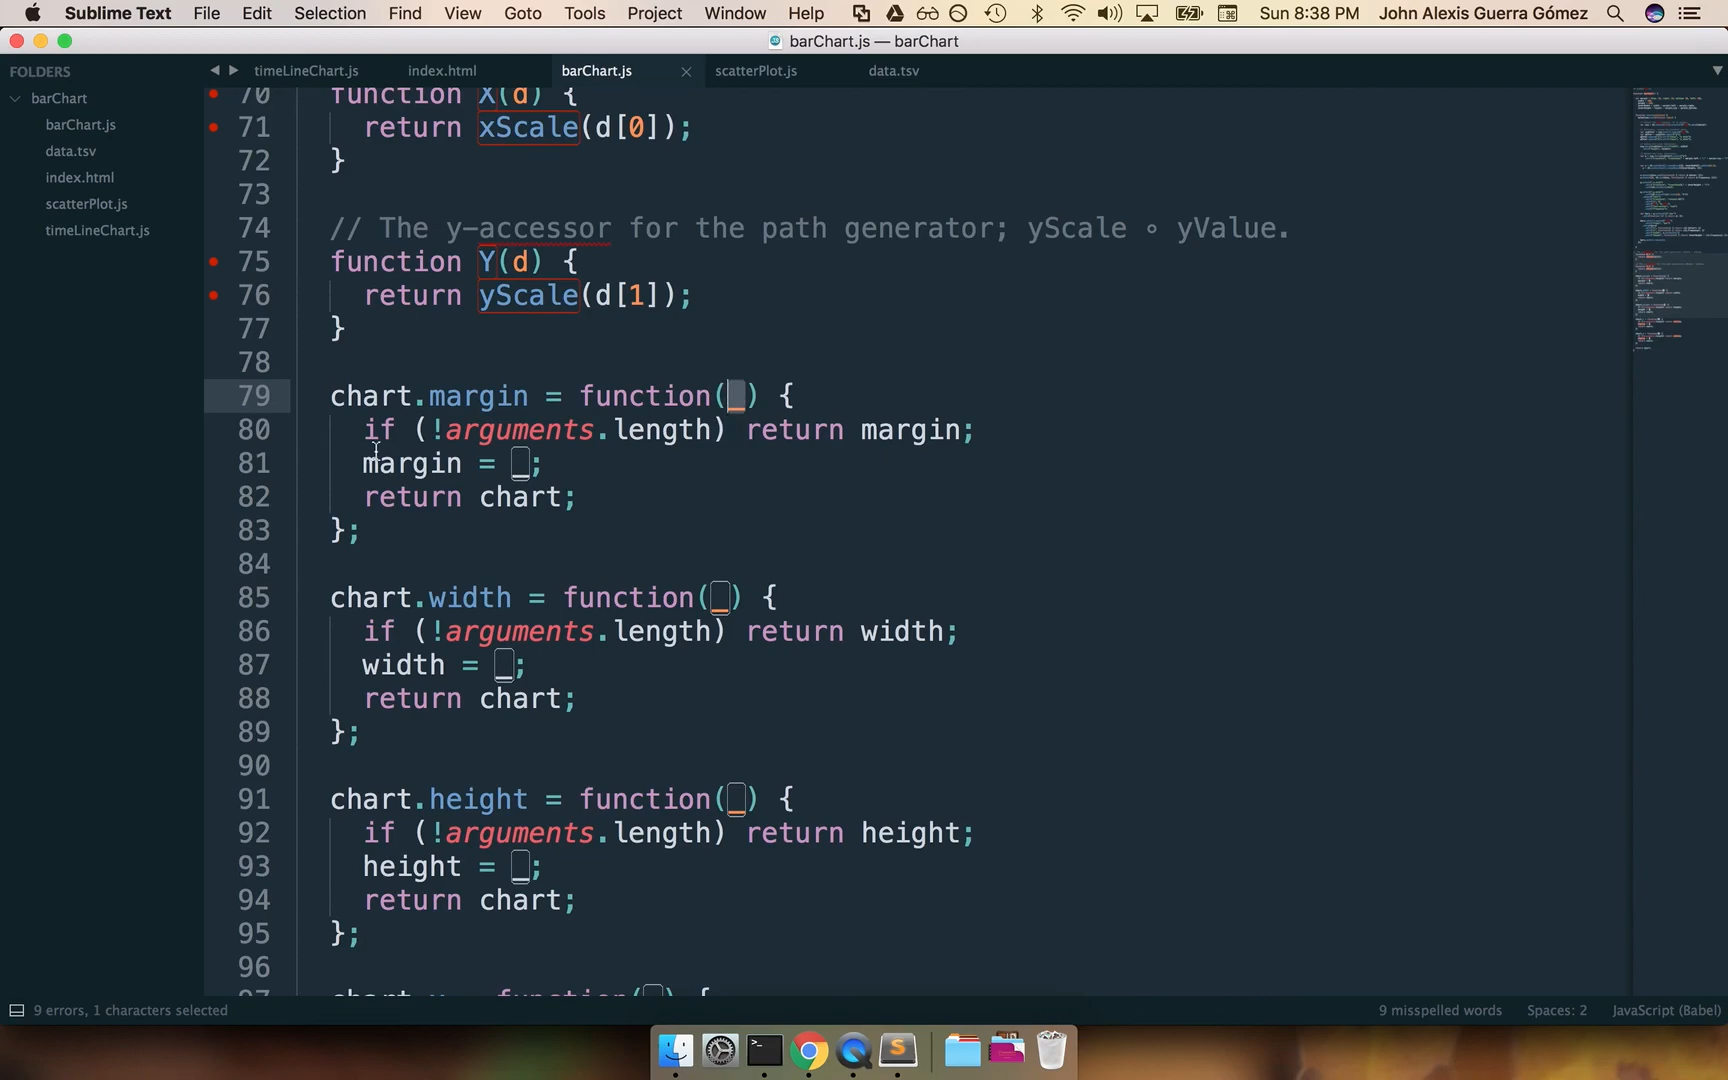 Sublime Text File Edit Selection Find View Goto Tools Project Window Help Sun 8:38 PM John Alexis Guerra Gómez
barChart.js — barChart
FOLDERS
barChart
barChart.js
data.tsv
index.html
scatterPlot.js
timeLineChart.js
timeLineChart.js index.html barChart.js scatterPlot.js data.tsv
70 function X(d) {
71 return xScale(d[0]);
72 }
73
74 // The y-accessor for the path generator; yScale ∘ yValue.
75 function Y(d) {
76 return yScale(d[1]);
77 }
78
79 chart.margin = function(_) {
80 if (!arguments.length) return margin;
81 margin = _;
82 return chart;
83 };
84
85 chart.width = function(_) {
86 if (!arguments.length) return width;
87 width = _;
88 return chart;
89 };
90
91 chart.height = function(_) {
92 if (!arguments.length) return height;
93 height = _;
94 return chart;
95 };
96
9 errors, 1 characters selected 9 misspelled words Spaces: 2 JavaScript (Babel)